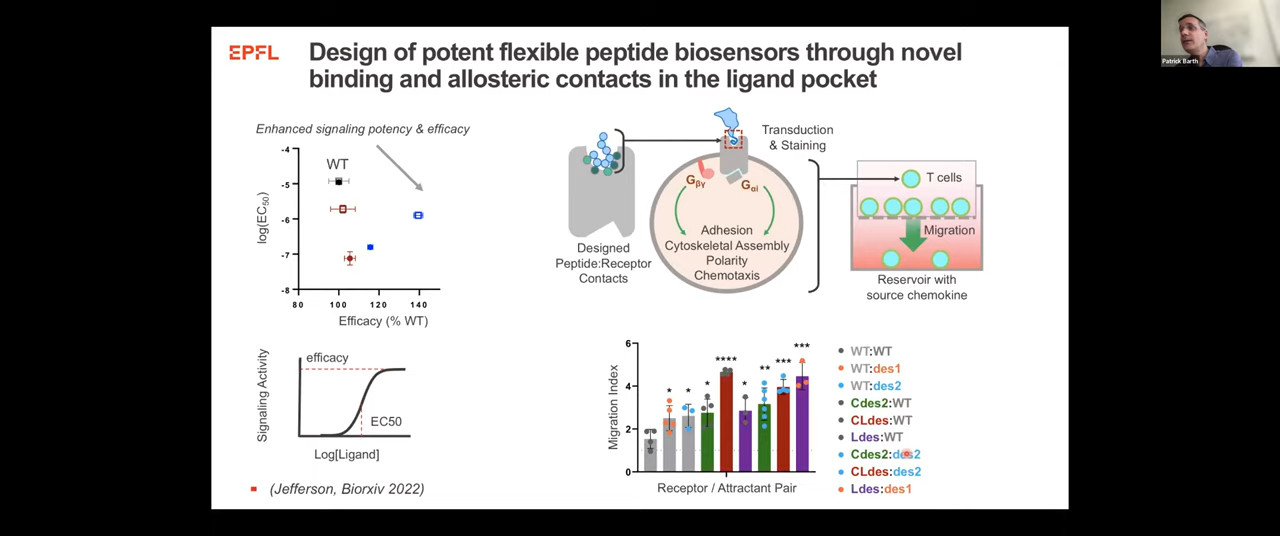 Patrick Barth
EPFL
Design of potent flexible peptide biosensors through novel
binding and allosteric contacts in the ligand pocket
Enhanced signaling potency & efficacy
-4
-5
-6
-7
-8
log(EC50)
WT
80
100
120
140
Efficacy (% WT)
Designed
Peptide:Receptor
Contacts
Transduction
& Staining
Gβγ
Gαi
Adhesion
Cytoskeletal Assembly
Polarity
Chemotaxis
T cells
Migration
Reservoir with
source chemokine
Signaling Activity
efficacy
EC50
Log[Ligand]
(Jefferson, Biorxiv 2022)
Migration Index
6
4
2
0
*
*
*
****
*
**
***
***
Receptor / Attractant Pair
WT:WT
WT:des1
WT:des2
Cdes2:WT
CLdes:WT
Ldes:WT
Cdes2:des2
CLdes:des2
Ldes:des1